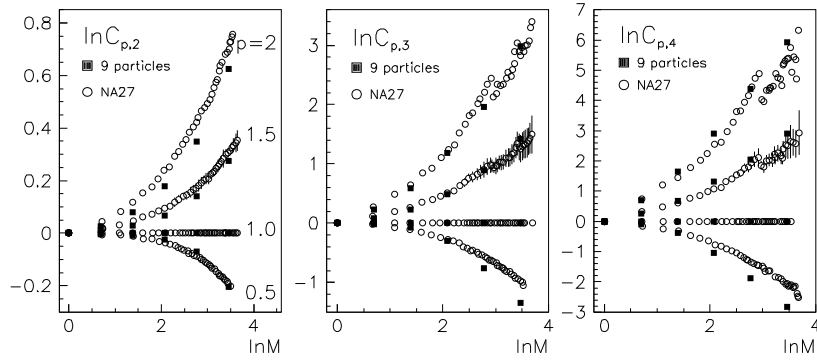 0.8
0.6
0.4
0.2
0
-0.2
lnC_{p,2}
p=2
9 particles
NA27
1.5
1.0
0.5
0
2
4
lnM
3
2
1
0
-1
lnC_{p,3}
9 particles
NA27
0
2
4
lnM
7
6
5
4
3
2
1
0
-1
-2
-3
lnC_{p,4}
9 particles
NA27
0
2
4
lnM